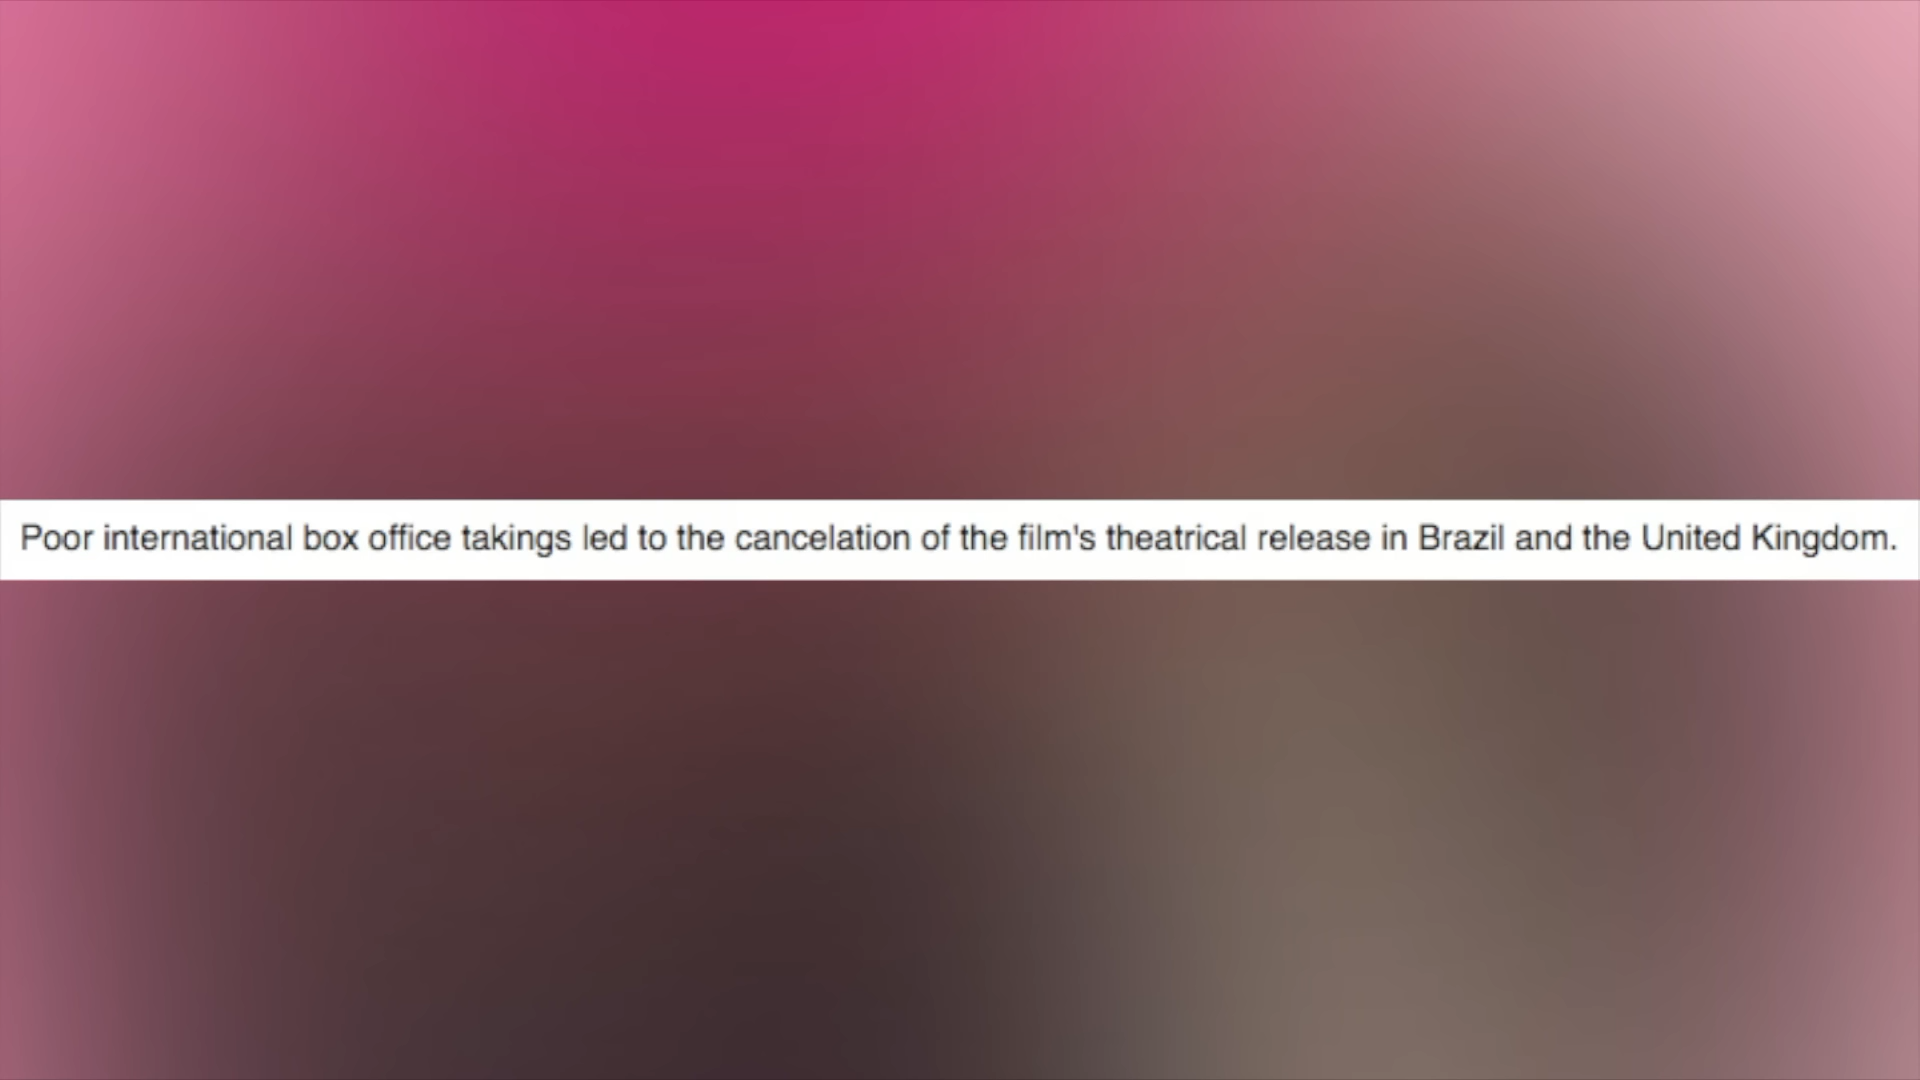 Poor international box office takings led to the cancelation of the film's theatrical release in Brazil and the United Kingdom.